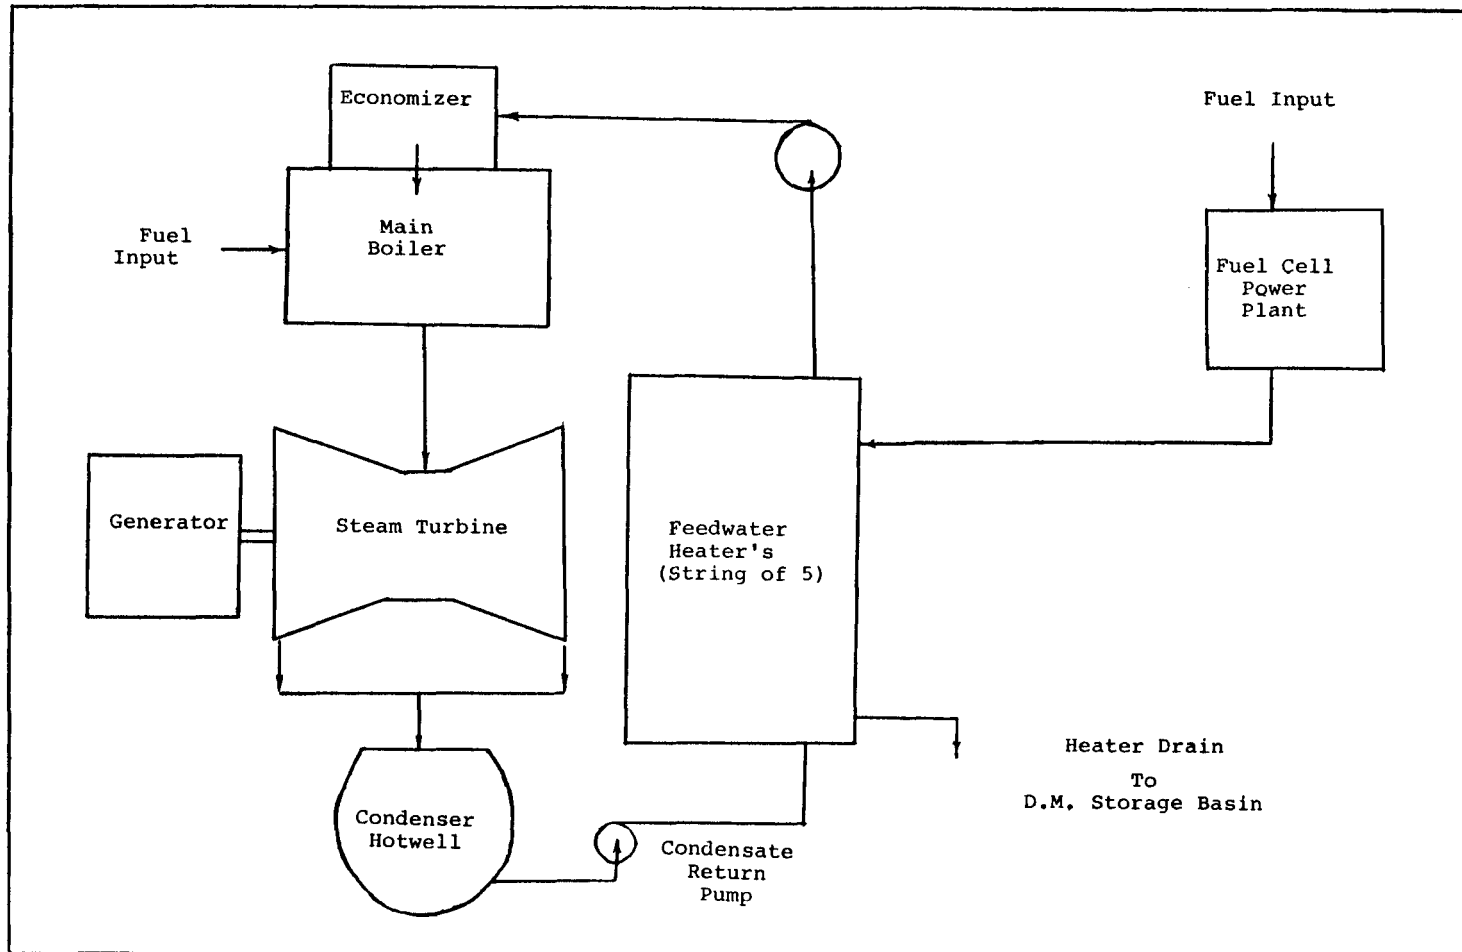 Economizer
Fuel Input
Main
Boiler
Fuel
Input
Fuel Cell
Power
Plant
Generator
Steam Turbine
Feedwater
Heater's
(String of 5)
Heater Drain
To
D.M. Storage Basin
Condenser
Hotwell
Condensate
Return
Pump